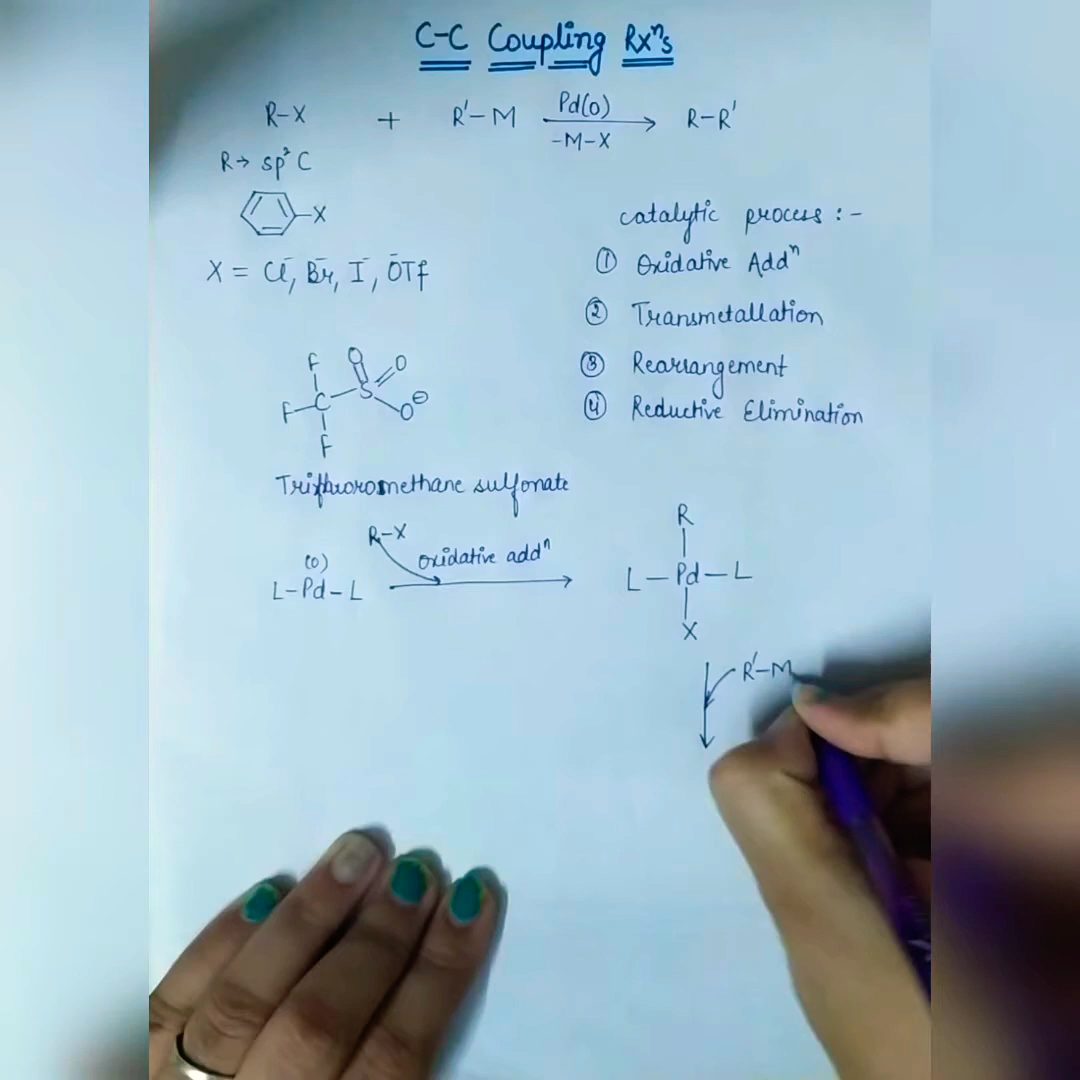 C-C Coupling Rxⁿs
R-X + R'-M Pd(0) -M-X R-R'
R→ sp² C
X
X = Cl⁻, Br⁻, I⁻, OTf⁻
catalytic process :-
① Oxidative Addⁿ
② Transmetallation
③ Rearrangement
④ Reductive Elimination
F O O
F C S O⊖
F
Trifluoromethane sulfonate
R-X oxidative addⁿ
(0)
L-Pd-L
R
L-Pd-L
X
R'-M